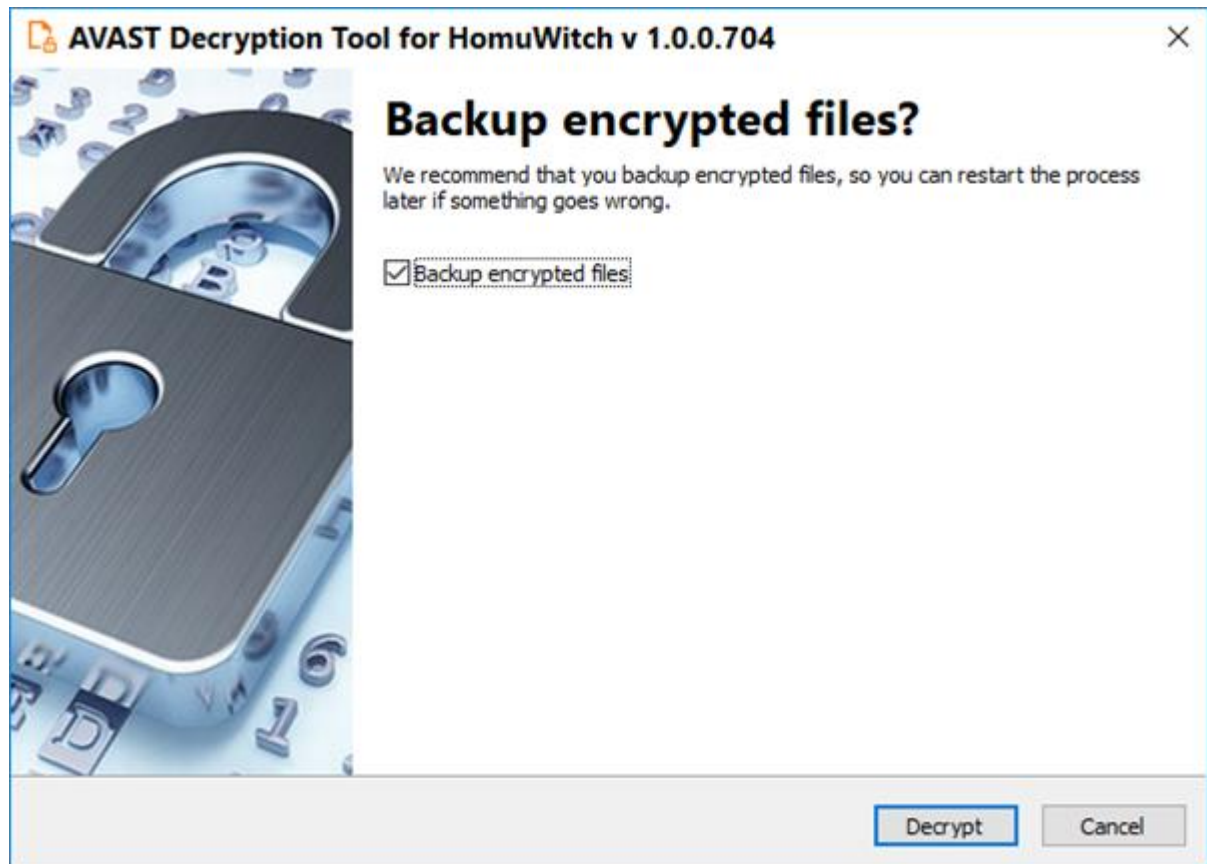 AVAST Decryption Tool for HomuWitch v 1.0.0.704
Backup encrypted files?
We recommend that you backup encrypted files, so you can restart the process
later if something goes wrong.
Backup encrypted files
Decrypt
Cancel